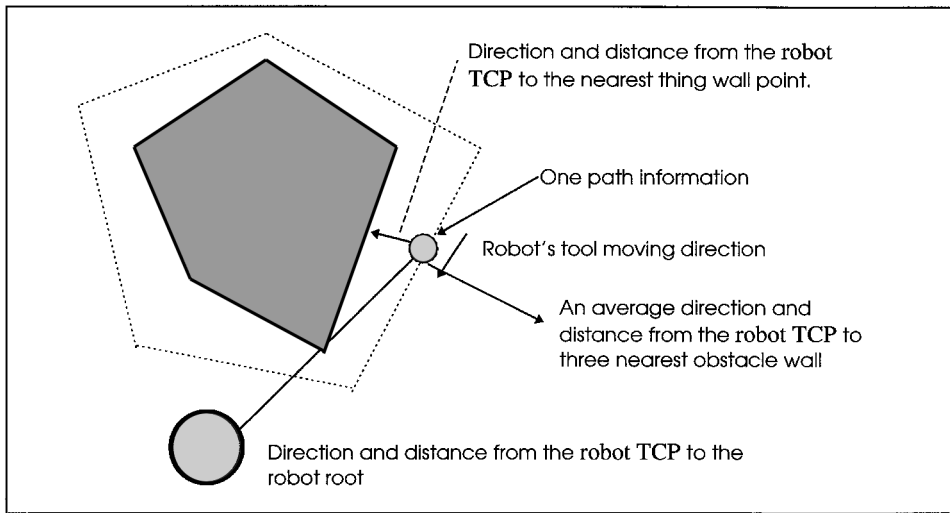 Direction and distance from the robot
TCP to the nearest thing wall point.
One path information
Robot's tool moving direction
An average direction and
distance from the robot TCP to
three nearest obstacle wall
Direction and distance from the robot TCP to the
robot root